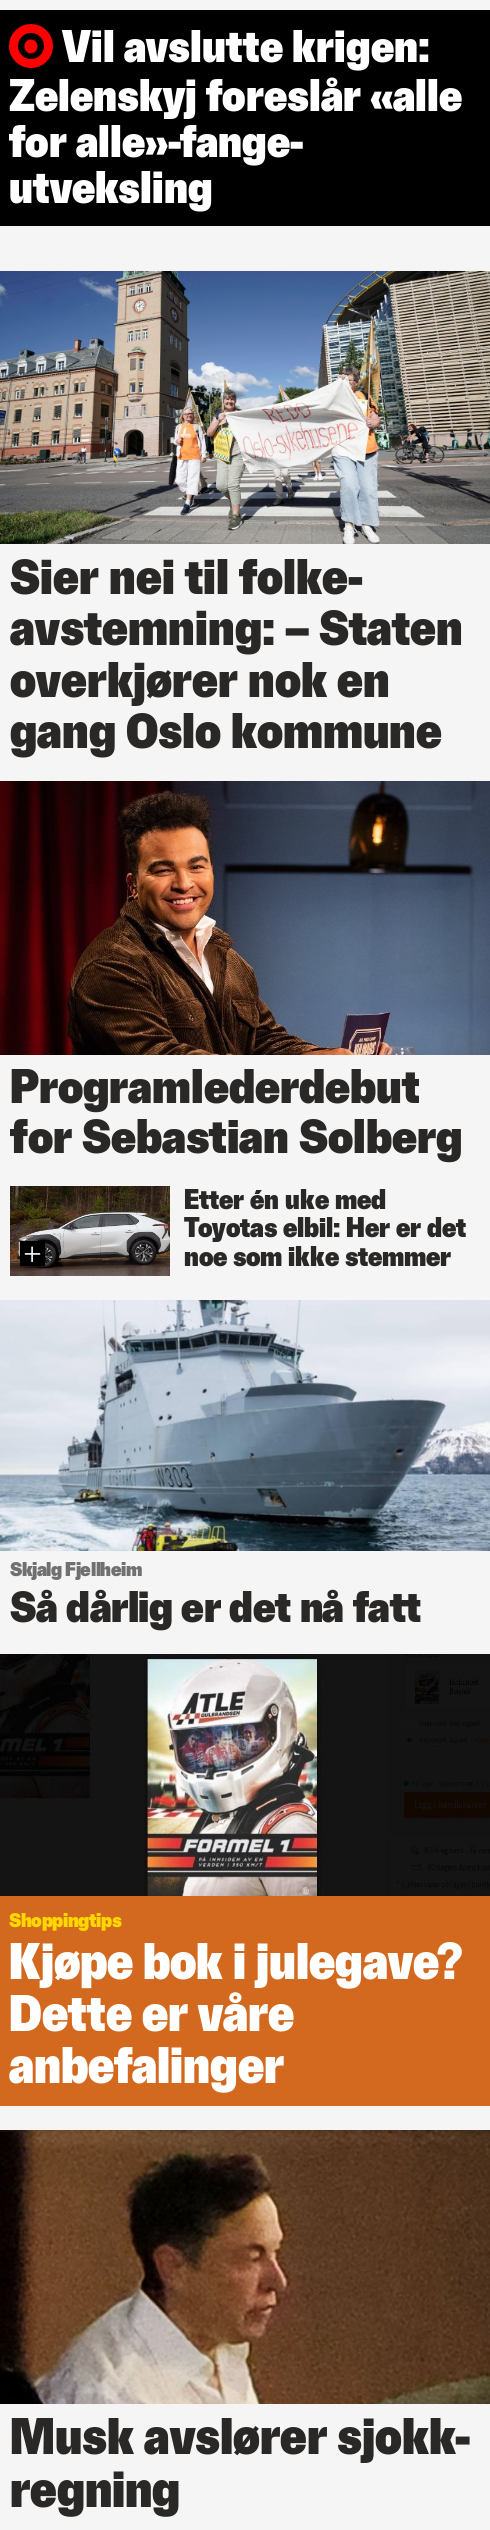 Vil avslutte krigen:
Zelenskyj foreslår «alle
for alle»-fange-
utveksling
REDD
Oslo-sykehusene
Sier nei til folke-
avstemning: – Staten
overkjører nok en
gang Oslo kommune
Programlederdebut
for Sebastian Solberg
Etter én uke med
Toyotas elbil: Her er det
noe som ikke stemmer
W303
Skjalg Fjellheim
Så dårlig er det nå fatt
ATLE
GULBRANDSEN
FORMEL 1
PÅ INNSIDEN AV EN
VERDEN I 350 KM/T
Shoppingtips
Kjøpe bok i julegave?
Dette er våre
anbefalinger
Musk avslører sjokk-
regning